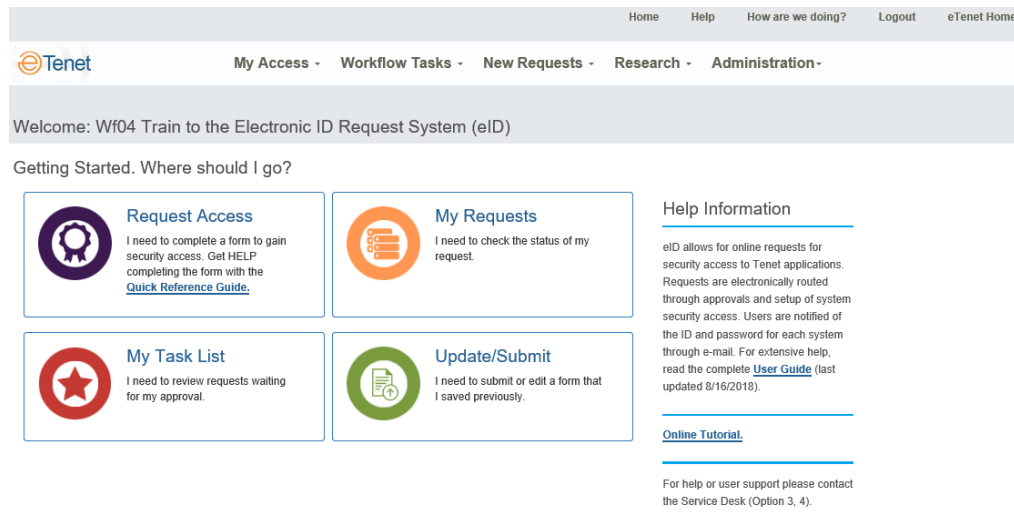 Home Help How are we doing? Logout eTenet Home
eTenet
My Access Workflow Tasks New Requests Research Administration
Welcome: Wf04 Train to the Electronic ID Request System (eID)
Getting Started. Where should I go?
Request Access
I need to complete a form to gain
security access. Get HELP
completing the form with the
Quick Reference Guide.
My Requests
I need to check the status of my
request.
My Task List
I need to review requests waiting
for my approval.
Update/Submit
I need to submit or edit a form that
I saved previously.
Help Information
eID allows for online requests for
security access to Tenet applications.
Requests are electronically routed
through approvals and setup of system
security access. Users are notified of
the ID and password for each system
through e-mail. For extensive help,
read the complete User Guide (last
updated 8/16/2018).
Online Tutorial.
For help or user support please contact
the Service Desk (Option 3, 4).